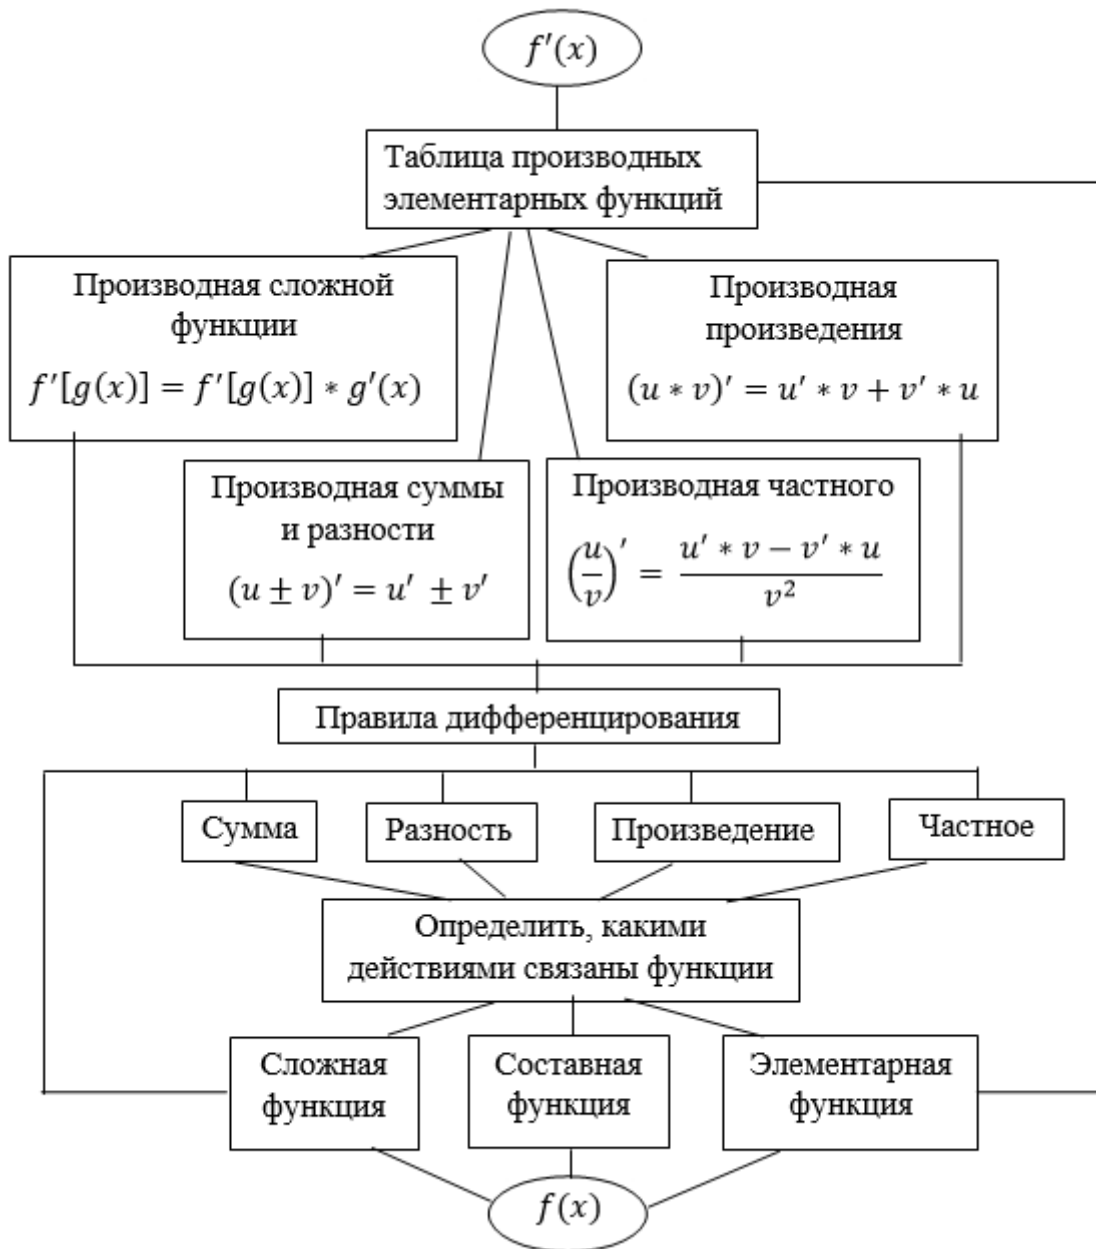 f′(x)
Таблица производных
элементарных функций
Производная сложной
функции
f′[g(x)] = f′[g(x)] * g′(x)
Производная
произведения
(u * v)′ = u′ * v + v′ * u
Производная суммы
и разности
(u ± v)′ = u′ ± v′
Производная частного
(u/v)′ = (u′ * v − v′ * u)/v²
Правила дифференцирования
Сумма
Разность
Произведение
Частное
Определить, какими
действиями связаны функции
Сложная
функция
Составная
функция
Элементарная
функция
f(x)